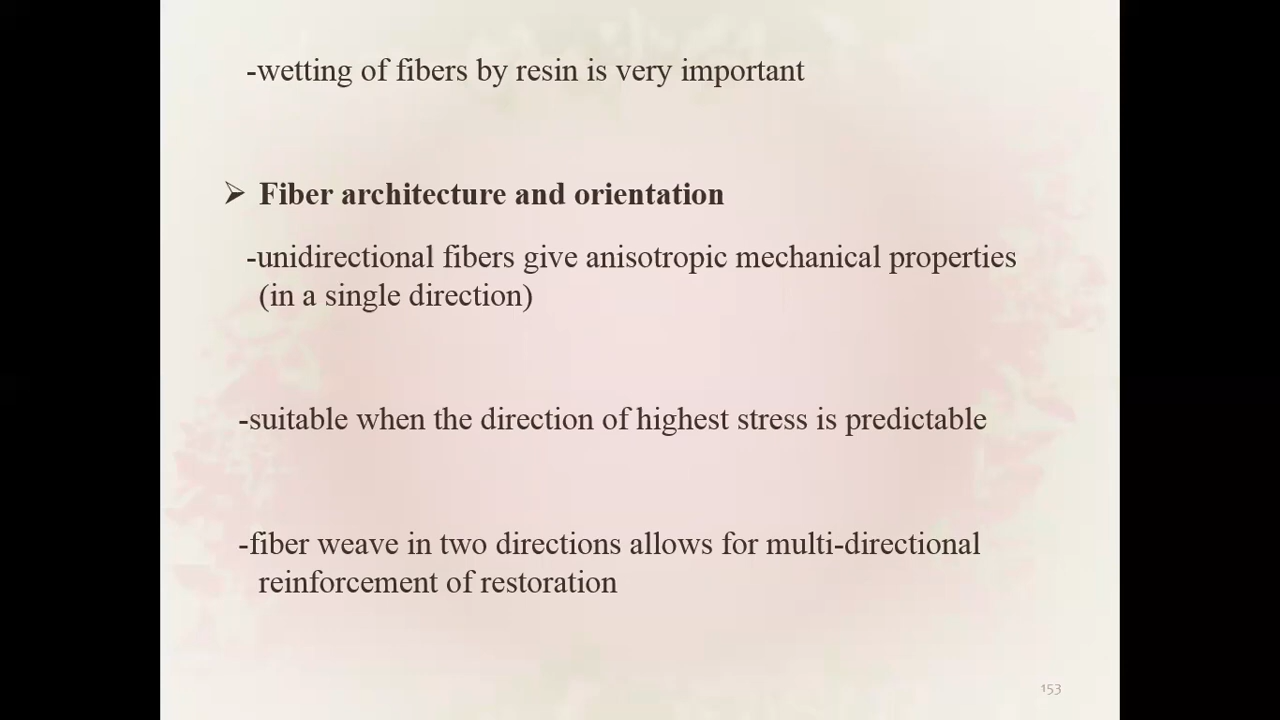 -wetting of fibers by resin is very important
➢ Fiber architecture and orientation
-unidirectional fibers give anisotropic mechanical properties
(in a single direction)
-suitable when the direction of highest stress is predictable
-fiber weave in two directions allows for multi-directional
reinforcement of restoration
153